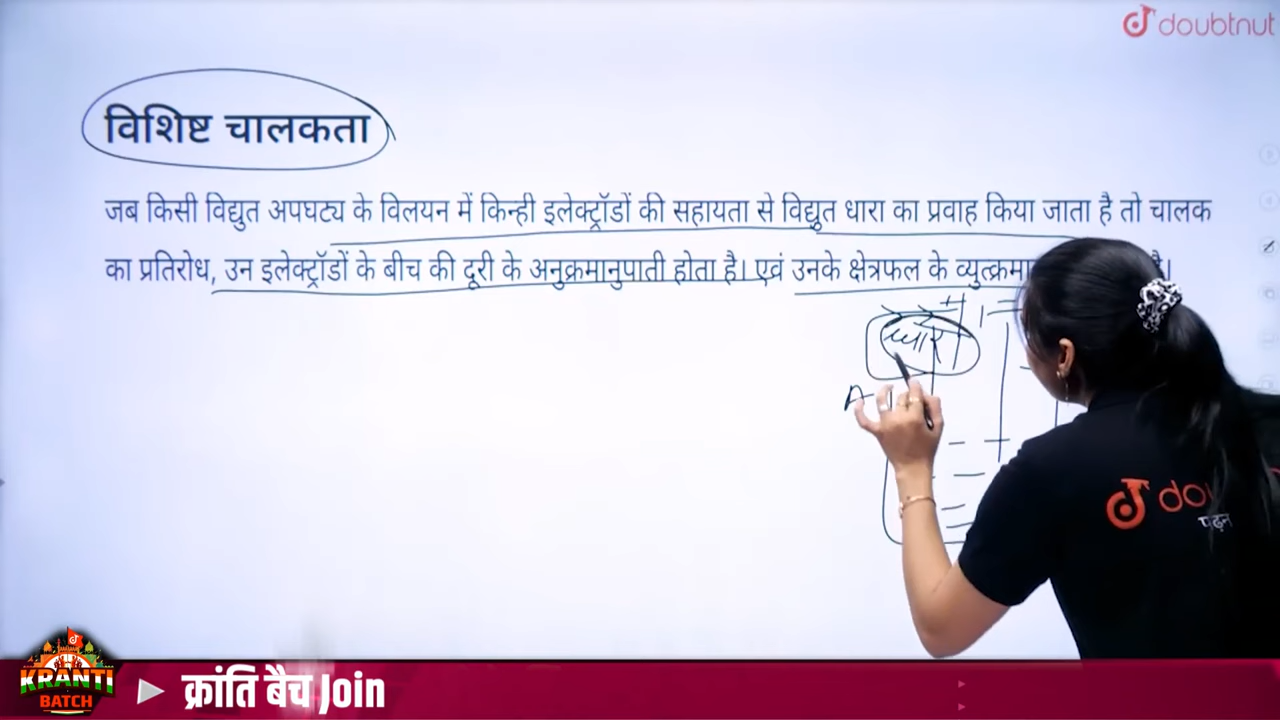 doubtnut
विशिष्ट चालकता
जब किसी विद्युत अपघट्य के विलयन में किन्ही इलेक्ट्रॉडों की सहायता से विद्युत धारा का प्रवाह किया जाता है तो चालक
का प्रतिरोध, उन इलेक्ट्रॉडों के बीच की दूरी के अनुक्रमानुपाती होता है। एवं उनके क्षेत्रफल के
है।
A
KRANTI
BATCH
क्रांति बैच Join